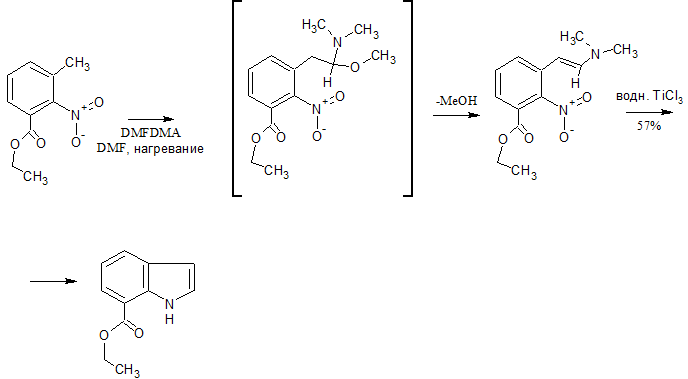 CH₃
N⁺
O
O⁻
O
O
CH₃
DMFDMA
DMF, нагревание
CH₃
H₃C
N
O
CH₃
H
N⁺
O
O⁻
O
O
CH₃
-MeOH
H₃C
N
CH₃
H
N⁺
O
O⁻
O
O
CH₃
водн. TiCl₃
57%
N
H
O
O
CH₃